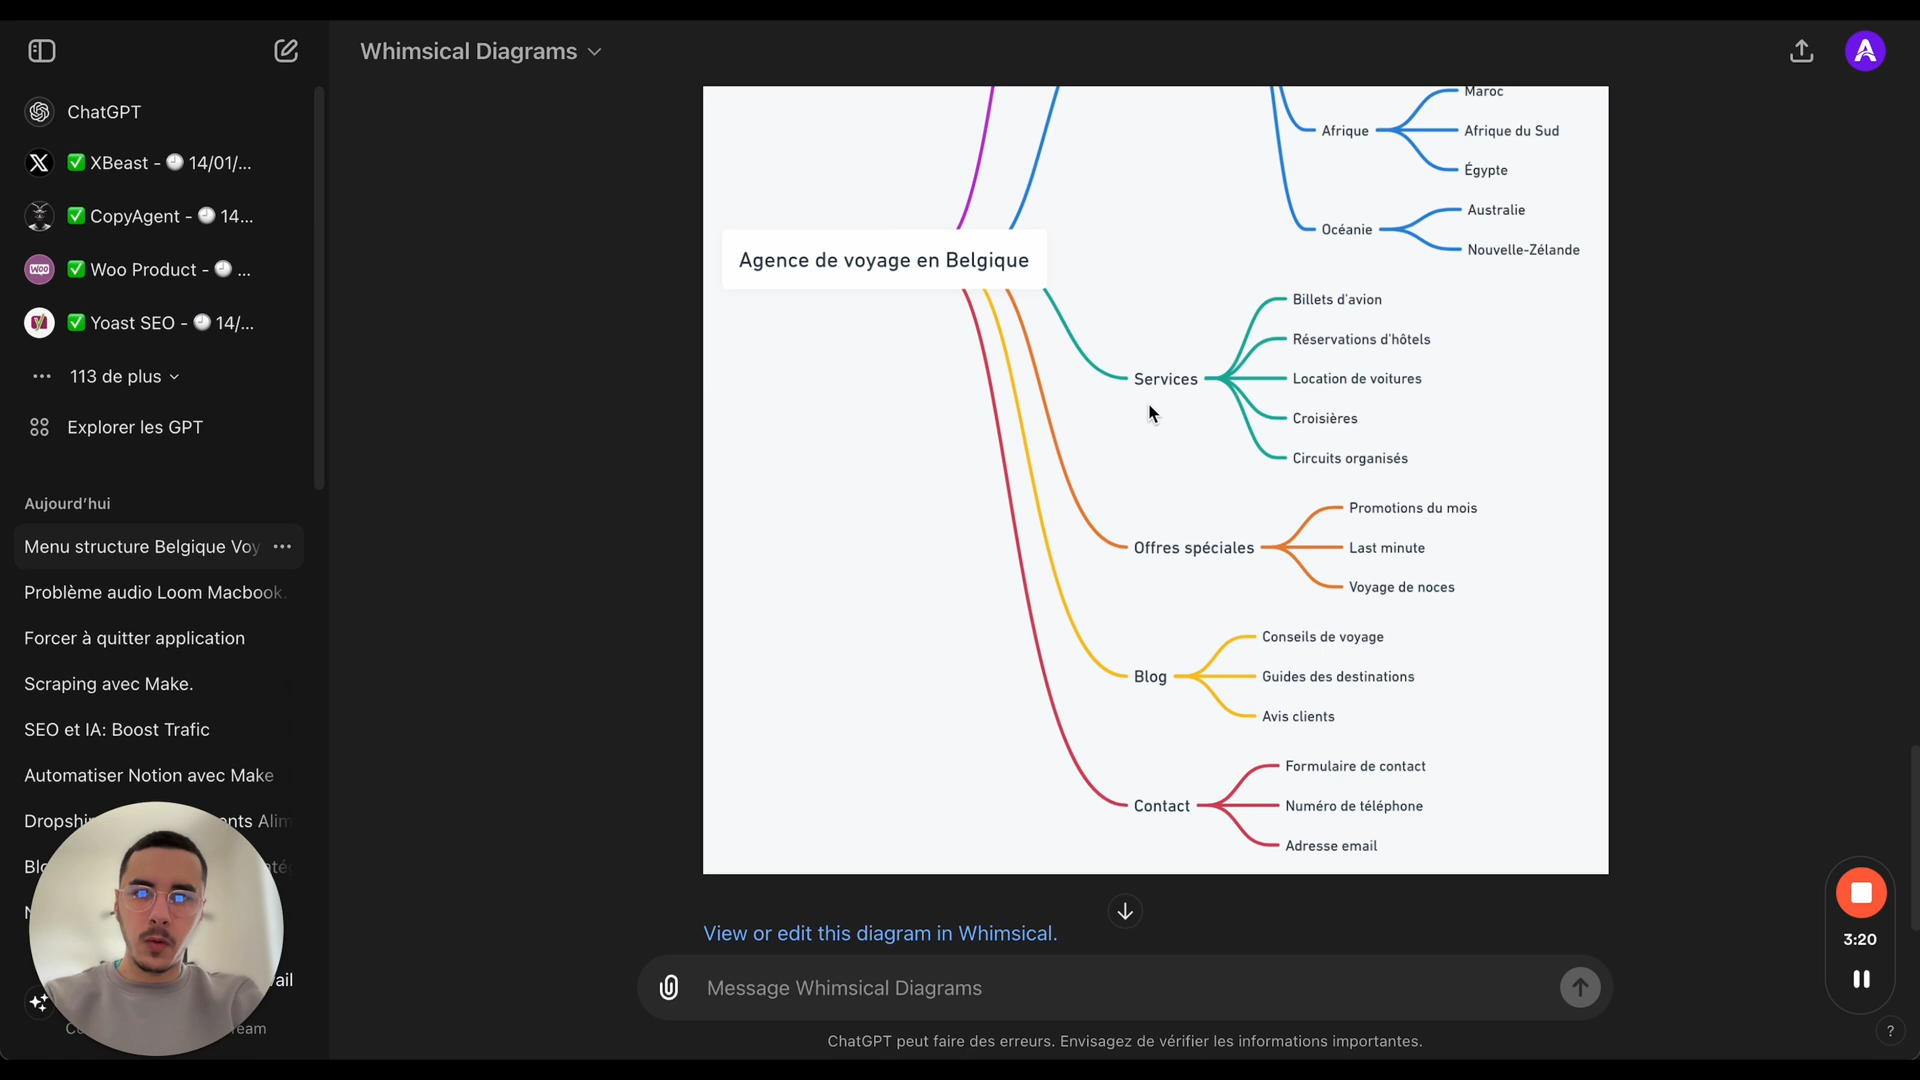 Whimsical Diagrams
ChatGPT
✅ XBeast - 🕘 14/01/...
✅ CopyAgent - 🕘 14...
✅ Woo Product - 🕘 ...
✅ Yoast SEO - 🕘 14/...
113 de plus
Explorer les GPT
Aujourd'hui
Menu structure Belgique Voy
Problème audio Loom Macbook.
Forcer à quitter application
Scraping avec Make.
SEO et IA: Boost Trafic
Automatiser Notion avec Make
Maroc
Afrique
Afrique du Sud
Égypte
Australie
Océanie
Nouvelle-Zélande
Agence de voyage en Belgique
Billets d'avion
Réservations d'hôtels
Services
Location de voitures
Croisières
Circuits organisés
Promotions du mois
Offres spéciales
Last minute
Voyage de noces
Conseils de voyage
Blog
Guides des destinations
Avis clients
Formulaire de contact
Contact
Numéro de téléphone
Adresse email
View or edit this diagram in Whimsical.
Message Whimsical Diagrams
ChatGPT peut faire des erreurs. Envisagez de vérifier les informations importantes.
3:20
?